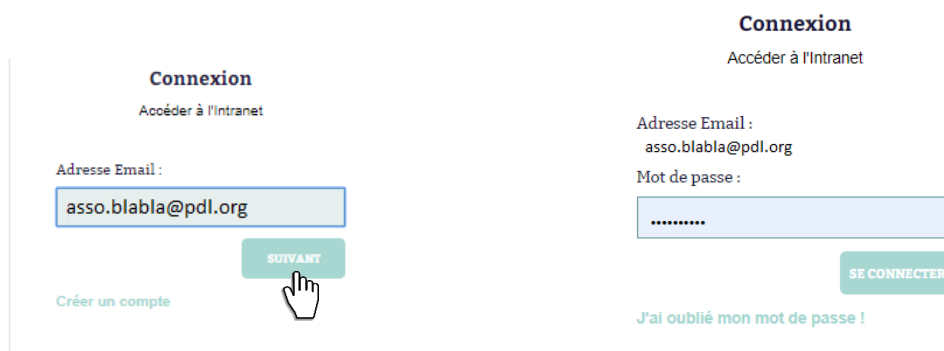 Connexion
Accéder à l'Intranet
Adresse Email :
asso.blabla@pdl.org
SUIVANT
Créer un compte
Connexion
Accéder à l'Intranet
Adresse Email :
asso.blabla@pdl.org
Mot de passe :
••••••••••
SE CONNECTER
J'ai oublié mon mot de passe !